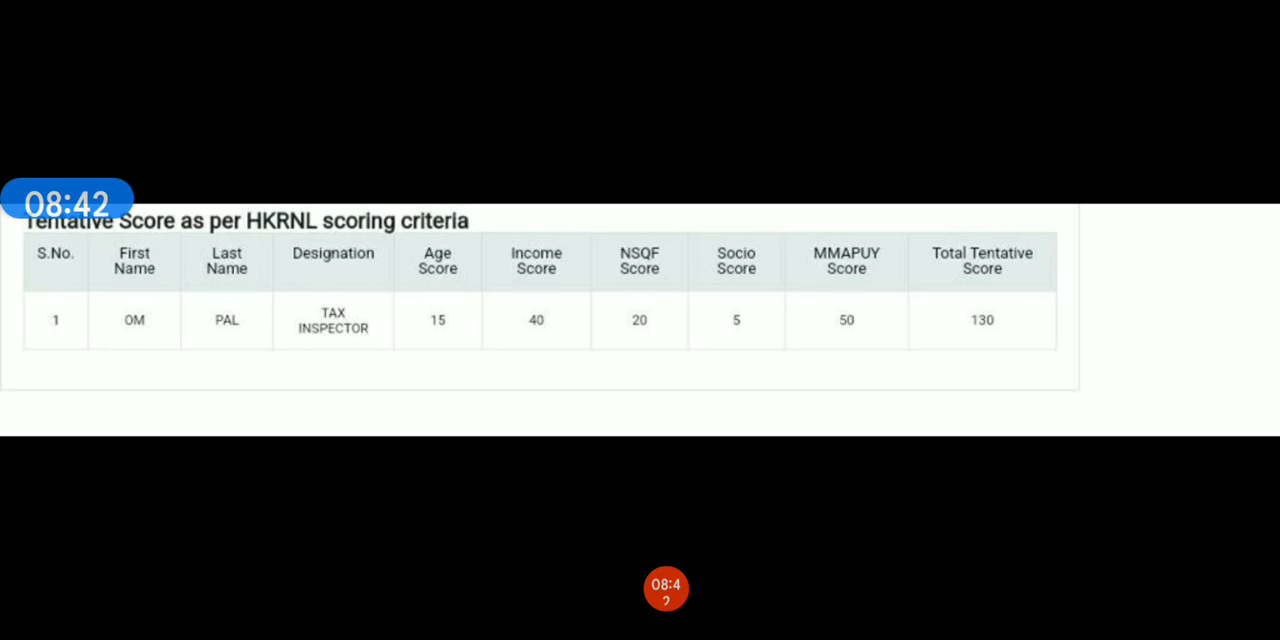 08:42
Tentative Score as per HKRNL scoring criteria
S.No. First Name Last Name Designation Age Score Income Score NSQF Score Socio Score MMAPUY Score Total Tentative Score
1 OM PAL TAX INSPECTOR 15 40 20 5 50 130
08:4
2